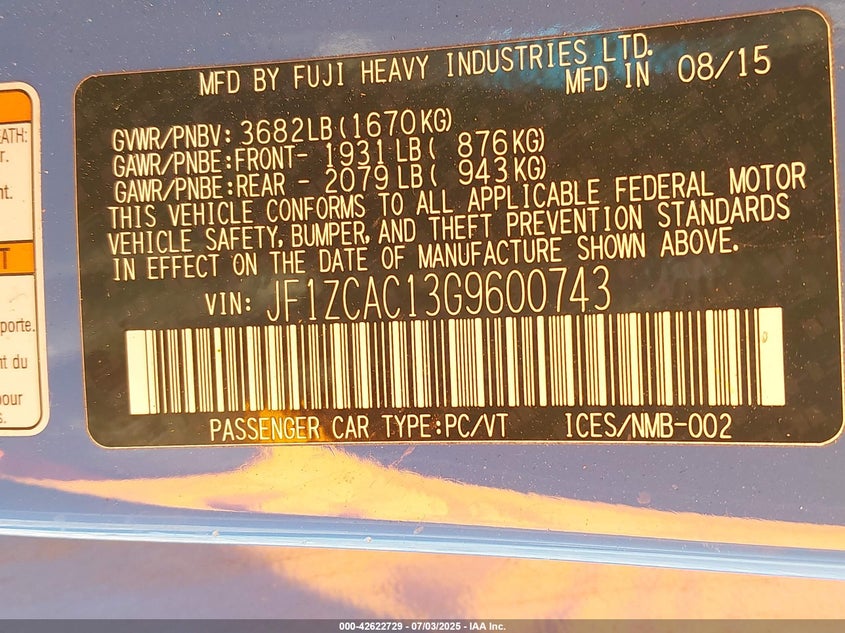 MFD BY FUJI HEAVY INDUSTRIES LTD.
MFD IN 08/15
GVWR/PNBV: 3682LB(1670KG)
GAWR/PNBE:FRONT- 1931LB( 876KG)
GAWR/PNBE:REAR - 2079LB( 943KG)
THIS VEHICLE CONFORMS TO ALL APPLICABLE FEDERAL MOTOR
VEHICLE SAFETY, BUMPER, AND THEFT PREVENTION STANDARDS
IN EFFECT ON THE DATE OF MANUFACTURE SHOWN ABOVE.
VIN: JF1ZCAC13G9600743
PASSENGER CAR TYPE:PC/VT ICES/NMB-002
000-42622729 - 07/03/2025 - IAA Inc.